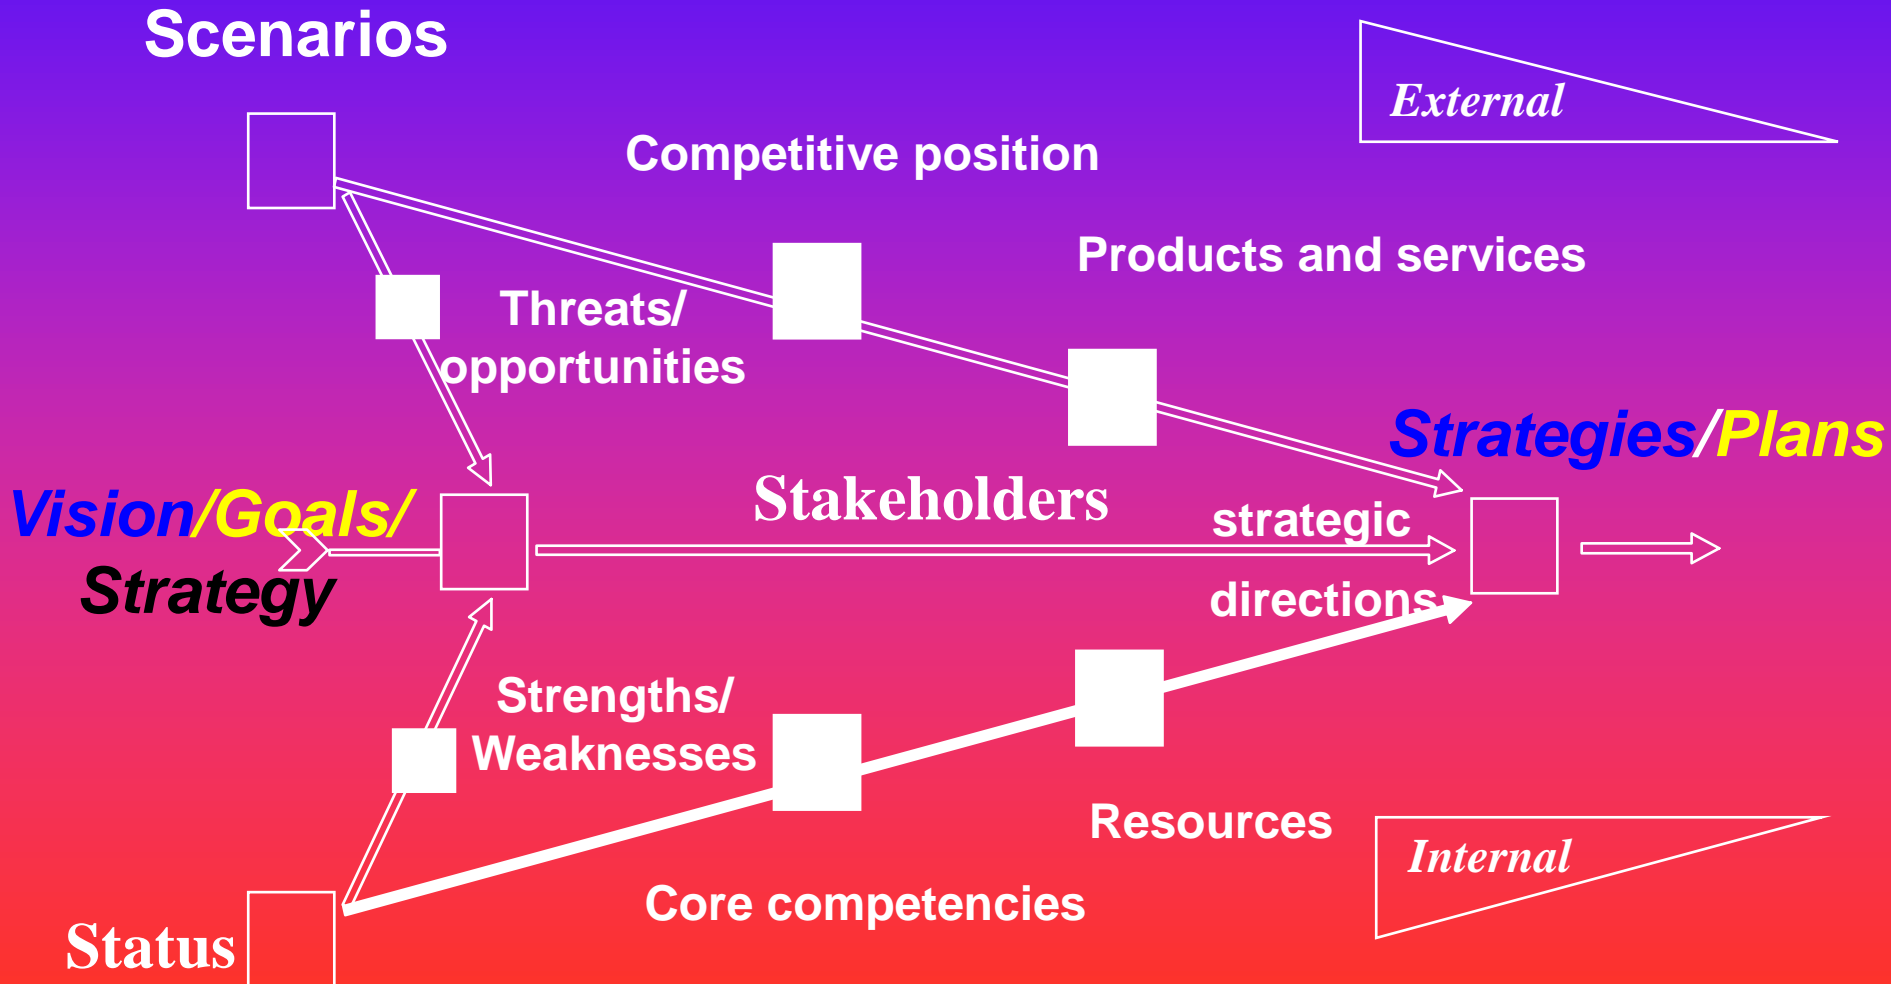 Scenarios
External
Competitive position
Products and services
Threats/
opportunities
Strategies/Plans
Vision/Goals/
Strategy
Stakeholders
strategic
directions
Strengths/
Weaknesses
Resources
Internal
Core competencies
Status